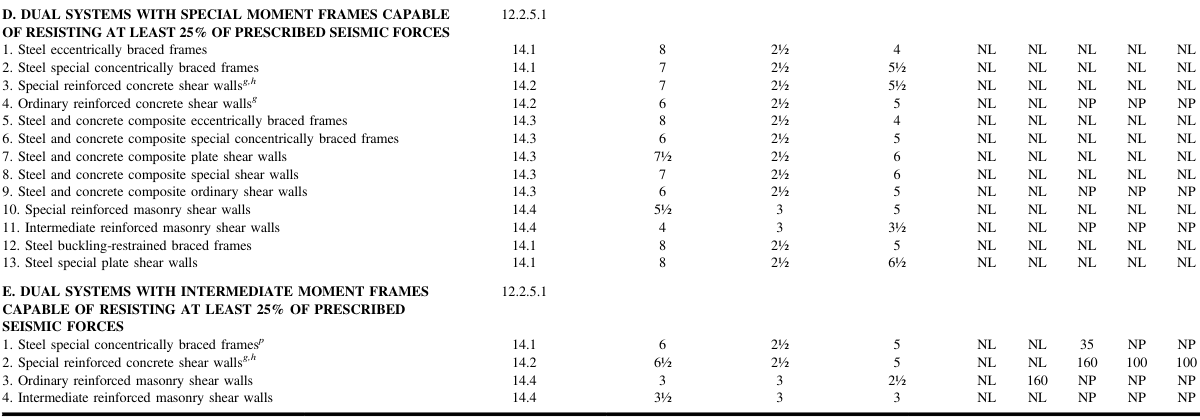 D. DUAL SYSTEMS WITH SPECIAL MOMENT FRAMES CAPABLE 12.2.5.1
OF RESISTING AT LEAST 25% OF PRESCRIBED SEISMIC FORCES
1. Steel eccentrically braced frames 14.1 8 2½ 4 NL NL NL NL NL
2. Steel special concentrically braced frames 14.1 7 2½ 5½ NL NL NL NL NL
3. Special reinforced concrete shear walls^g,h 14.2 7 2½ 5½ NL NL NL NL NL
4. Ordinary reinforced concrete shear walls^g 14.2 6 2½ 5 NL NL NP NP NP
5. Steel and concrete composite eccentrically braced frames 14.3 8 2½ 4 NL NL NL NL NL
6. Steel and concrete composite special concentrically braced frames 14.3 6 2½ 5 NL NL NL NL NL
7. Steel and concrete composite plate shear walls 14.3 7½ 2½ 6 NL NL NL NL NL
8. Steel and concrete composite special shear walls 14.3 7 2½ 6 NL NL NL NL NL
9. Steel and concrete composite ordinary shear walls 14.3 6 2½ 5 NL NL NP NP NP
10. Special reinforced masonry shear walls 14.4 5½ 3 5 NL NL NL NL NL
11. Intermediate reinforced masonry shear walls 14.4 4 3 3½ NL NL NP NP NP
12. Steel buckling-restrained braced frames 14.1 8 2½ 5 NL NL NL NL NL
13. Steel special plate shear walls 14.1 8 2½ 6½ NL NL NL NL NL
E. DUAL SYSTEMS WITH INTERMEDIATE MOMENT FRAMES 12.2.5.1
CAPABLE OF RESISTING AT LEAST 25% OF PRESCRIBED
SEISMIC FORCES
1. Steel special concentrically braced frames^p 14.1 6 2½ 5 NL NL 35 NP NP
2. Special reinforced concrete shear walls^g,h 14.2 6½ 2½ 5 NL NL 160 100 100
3. Ordinary reinforced masonry shear walls 14.4 3 3 2½ NL 160 NP NP NP
4. Intermediate reinforced masonry shear walls 14.4 3½ 3 3 NL NL NP NP NP